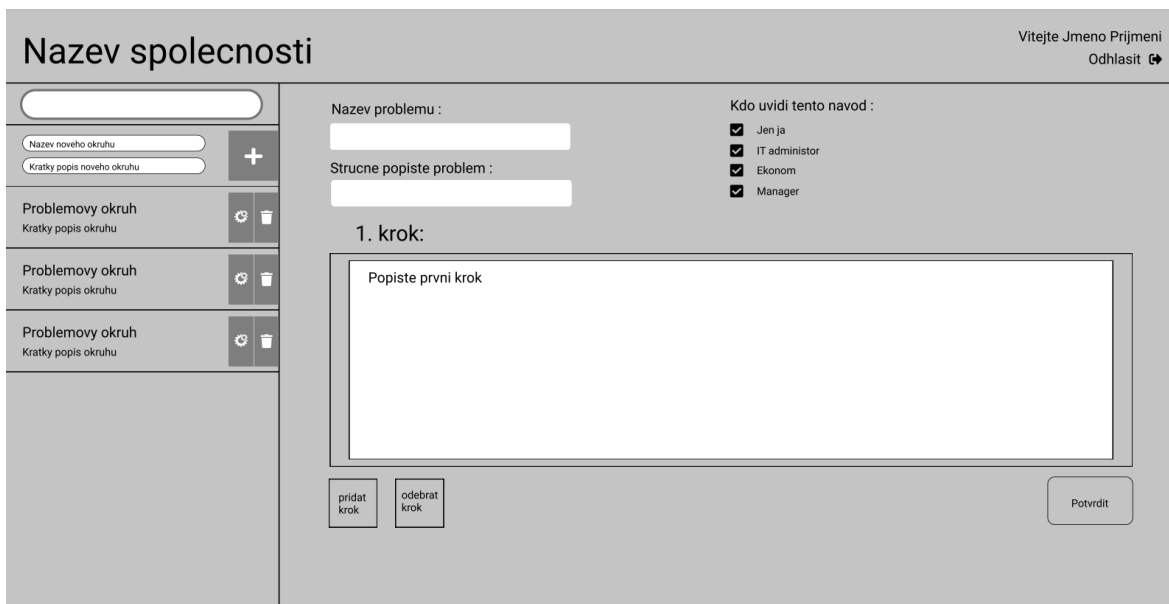 Nazev spolecnosti
Vitejte Jmeno Prijmeni
Odhlasit
Nazev noveho okruhu
Kratky popis noveho okruhu
Problemovy okruh
Kratky popis okruhu
Problemovy okruh
Kratky popis okruhu
Problemovy okruh
Kratky popis okruhu
Nazev problemu :
Strucne popiste problem :
Kdo uvidi tento navod :
Jen ja
IT administor
Ekonom
Manager
1. krok:
Popiste prvni krok
pridat
krok
odebrat
krok
Potvrdit